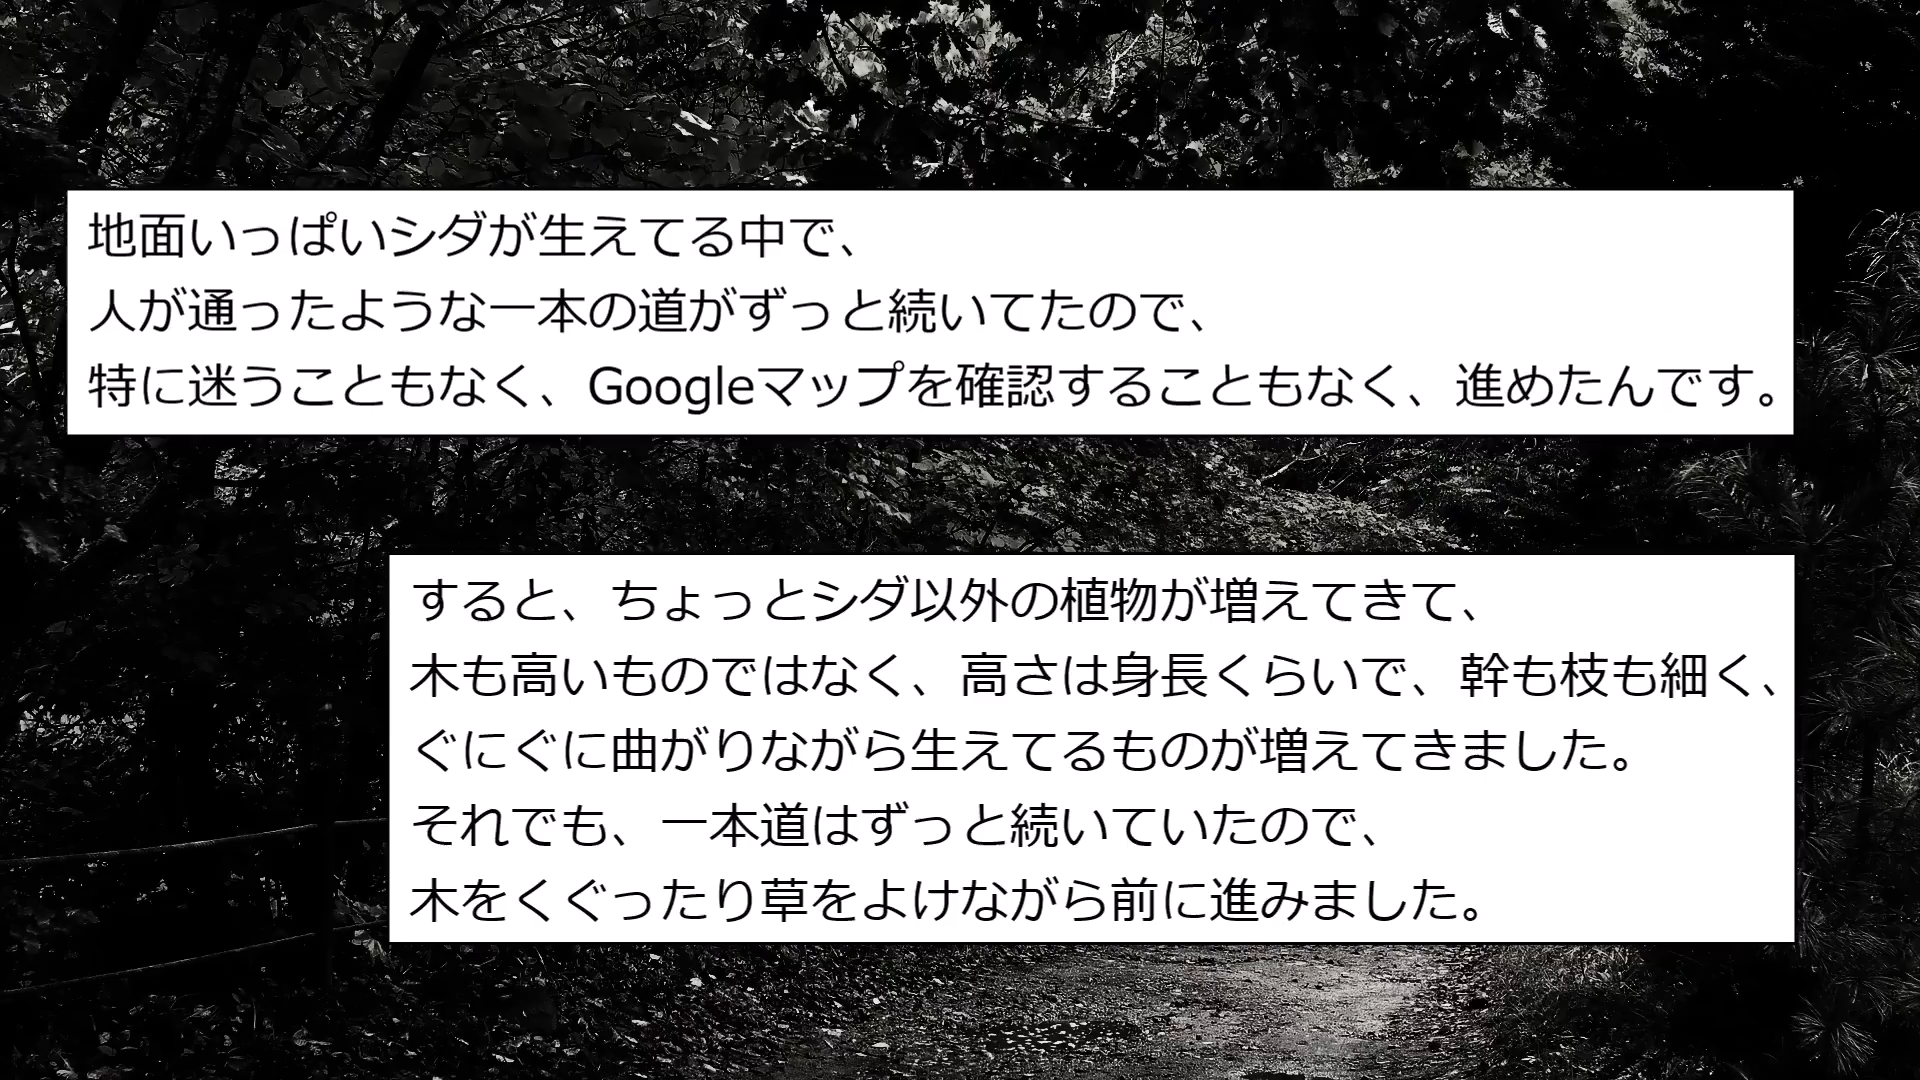 地面いっぱいシダが生えてる中で、
人が通ったような一本の道がずっと続いてたので、
特に迷うこともなく、Googleマップを確認することもなく、進めたんです。
すると、ちょっとシダ以外の植物が増えてきて、
木も高いものではなく、高さは身長くらいで、幹も枝も細く、
ぐにぐに曲がりながら生えてるものが増えてきました。
それでも、一本道はずっと続いていたので、
木をくぐったり草をよけながら前に進みました。